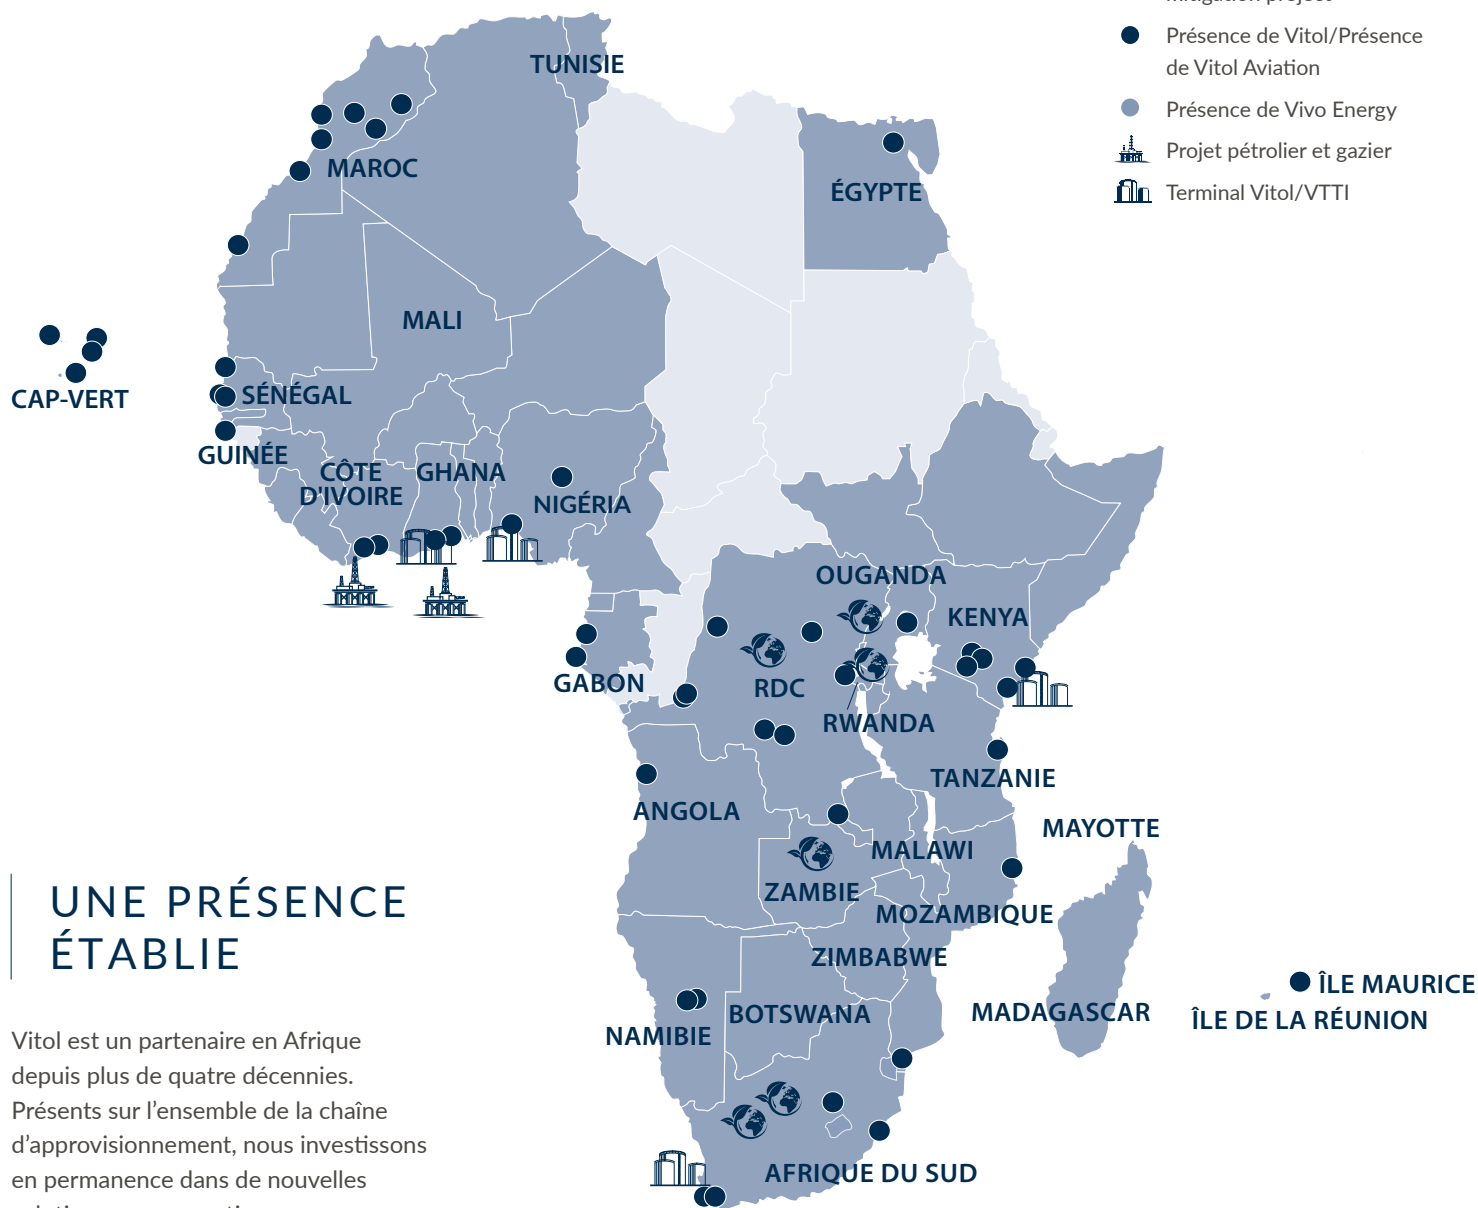 mitigation project
Présence de Vitol/Présence
de Vitol Aviation
Présence de Vivo Energy
Projet pétrolier et gazier
Terminal Vitol/VTTI
TUNISIE
MAROC
ÉGYPTE
MALI
CAP-VERT
SÉNÉGAL
GUINÉE
CÔTE
D'IVOIRE
GHANA
NIGÉRIA
OUGANDA
KENYA
GABON
RDC
RWANDA
TANZANIE
ANGOLA
MAYOTTE
MALAWI
ZAMBIE
MOZAMBIQUE
ZIMBABWE
ÎLE MAURICE
MADAGASCAR
BOTSWANA
ÎLE DE LA RÉUNION
NAMIBIE
AFRIQUE DU SUD
UNE PRÉSENCE
ÉTABLIE
Vitol est un partenaire en Afrique
depuis plus de quatre décennies.
Présents sur l’ensemble de la chaîne
d’approvisionnement, nous investissons
en permanence dans de nouvelles